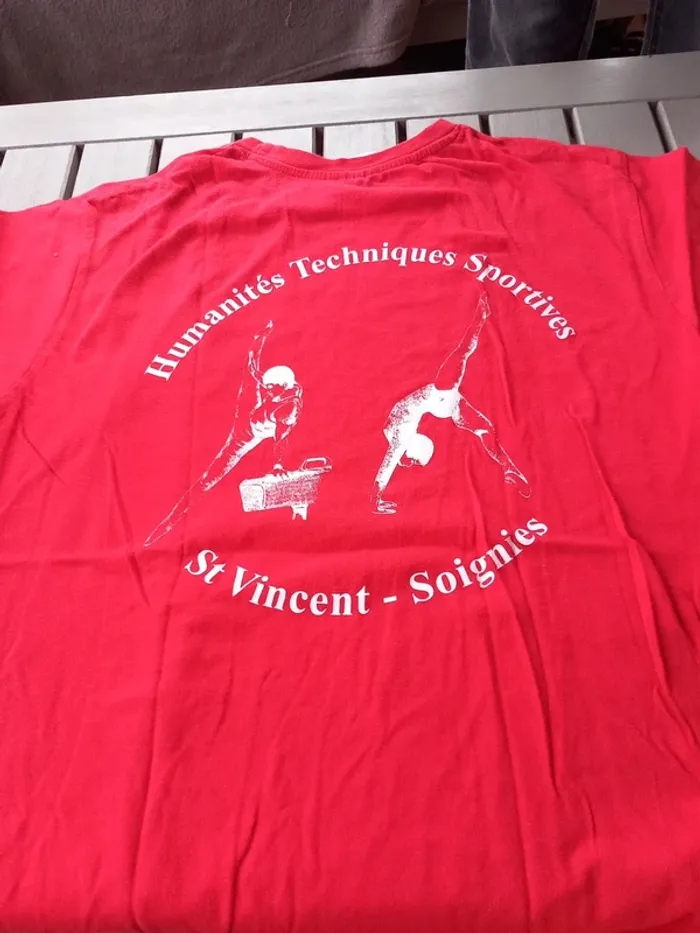 Humanités Techniques Sportives
St Vincent - Soignies